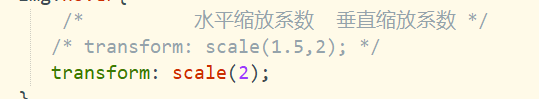 img:hover{
/* 水平缩放系数 垂直缩放系数 */
/* transform: scale(1.5,2); */
transform: scale(2);
}